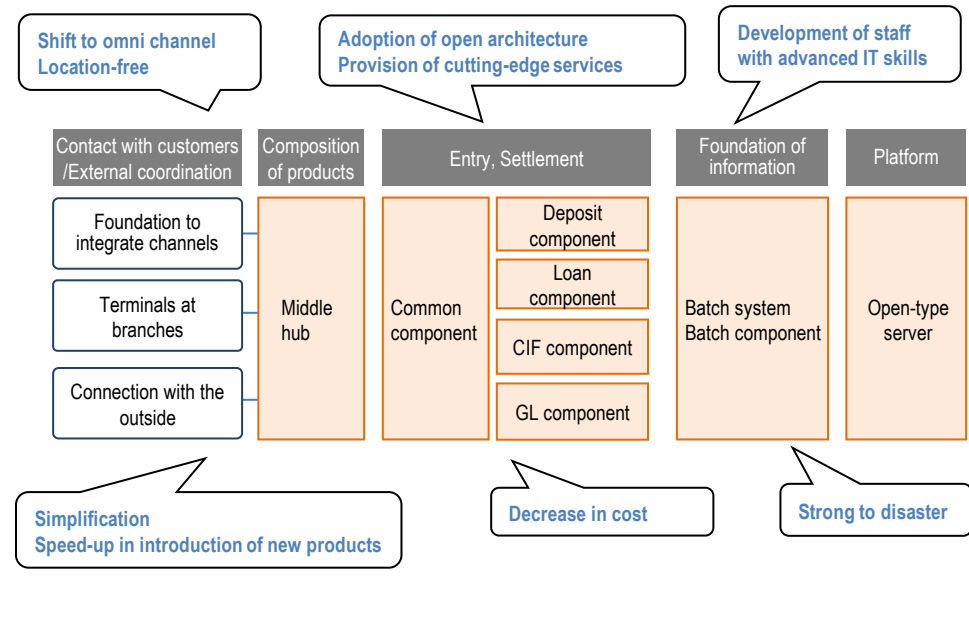 Shift to omni channel
Location-free
Adoption of open architecture
Provision of cutting-edge services
Development of staff
with advanced IT skills
Contact with customers
/External coordination
Composition
of products
Entry, Settlement
Foundation of
information
Platform
Foundation to
integrate channels
Terminals at
branches
Connection with the
outside
Middle
hub
Common
component
Deposit
component
Loan
component
CIF component
GL component
Batch system
Batch component
Open-type
server
Simplification
Speed-up in introduction of new products
Decrease in cost
Strong to disaster